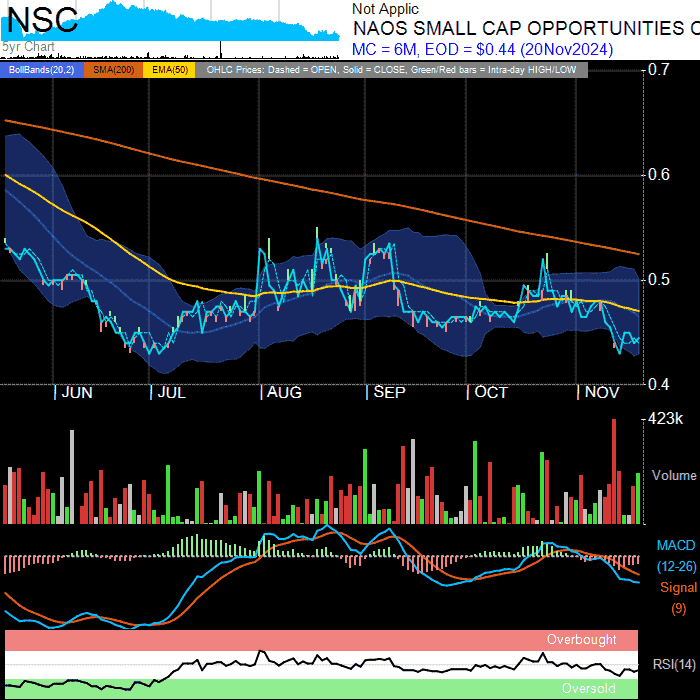 NSC
5yr Chart
Not Applic
NAOS SMALL CAP OPPORTUNITIES C
MC = 6M, EOD = $0.44 (20Nov2024)
BollBands(20,2) SMA(200) EMA(50) OHLC Prices: Dashed = OPEN, Solid = CLOSE, Green/Red bars = Intra-day HIGH/LOW
0.7
0.6
0.5
0.4
JUN JUL AUG SEP OCT NOV
423k
Volume
MACD
(12-26)
Signal
(9)
Overbought
RSI(14)
Oversold